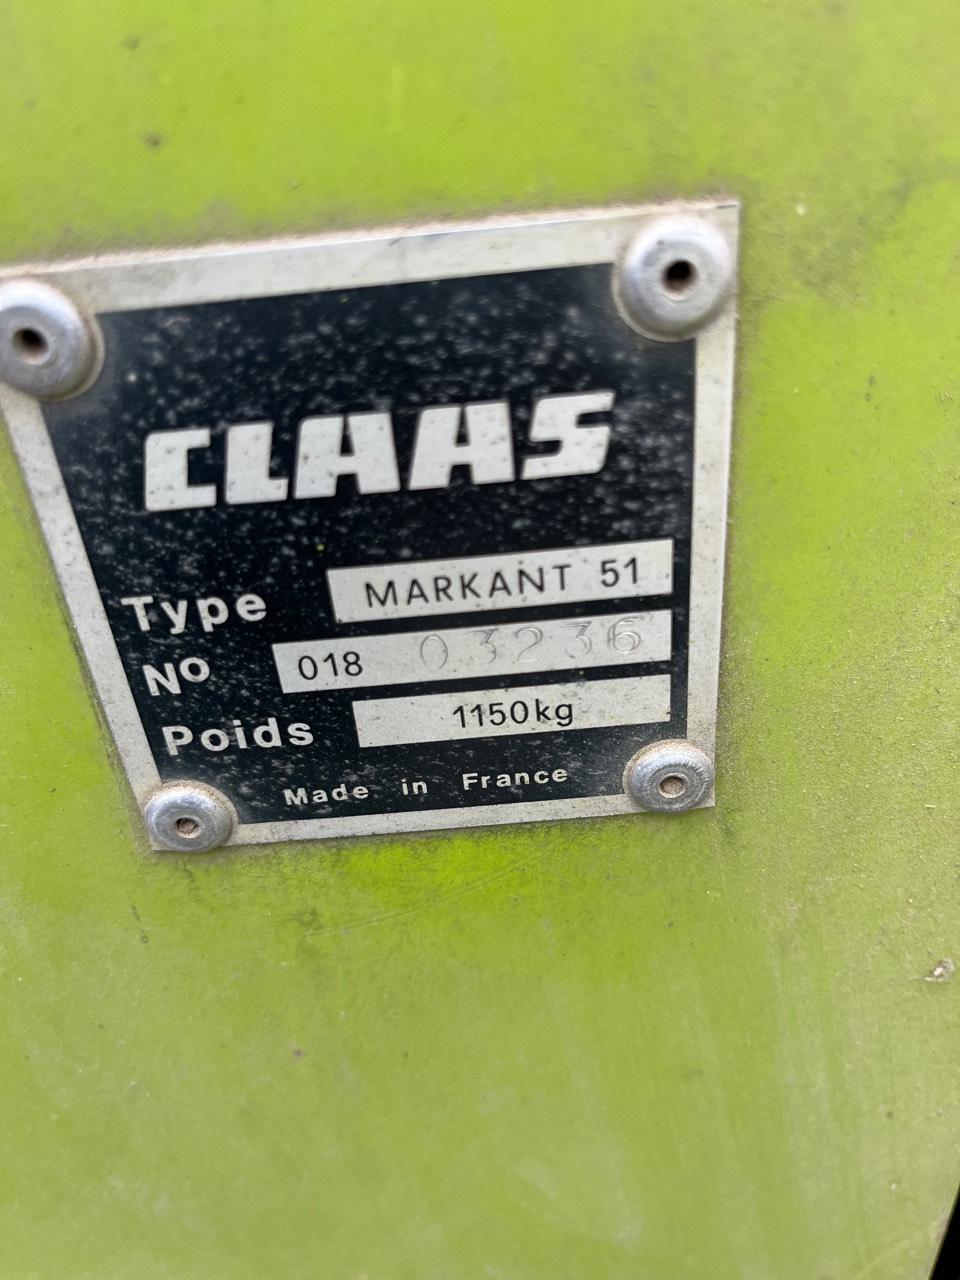 CLAAS
Type MARKANT 51
No 018 03236
Poids 1150kg
Made in France